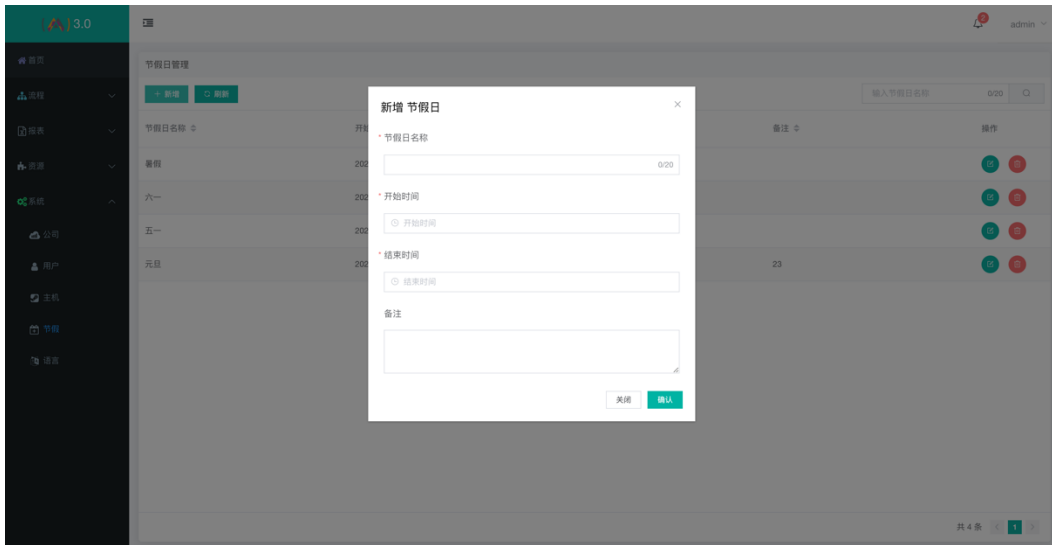 3.0
2
admin
首页
流程
报表
资源
系统
公司
用户
主机
节假
语言
节假日管理
+ 新增 刷新
输入节假日名称 0/20
节假日名称 开始 备注 操作
暑假 202
六一 202
五一 202
元旦 202 23
新增 节假日
* 节假日名称
0/20
* 开始时间
开始时间
* 结束时间
结束时间
备注
关闭 确认
共 4 条 < 1 >